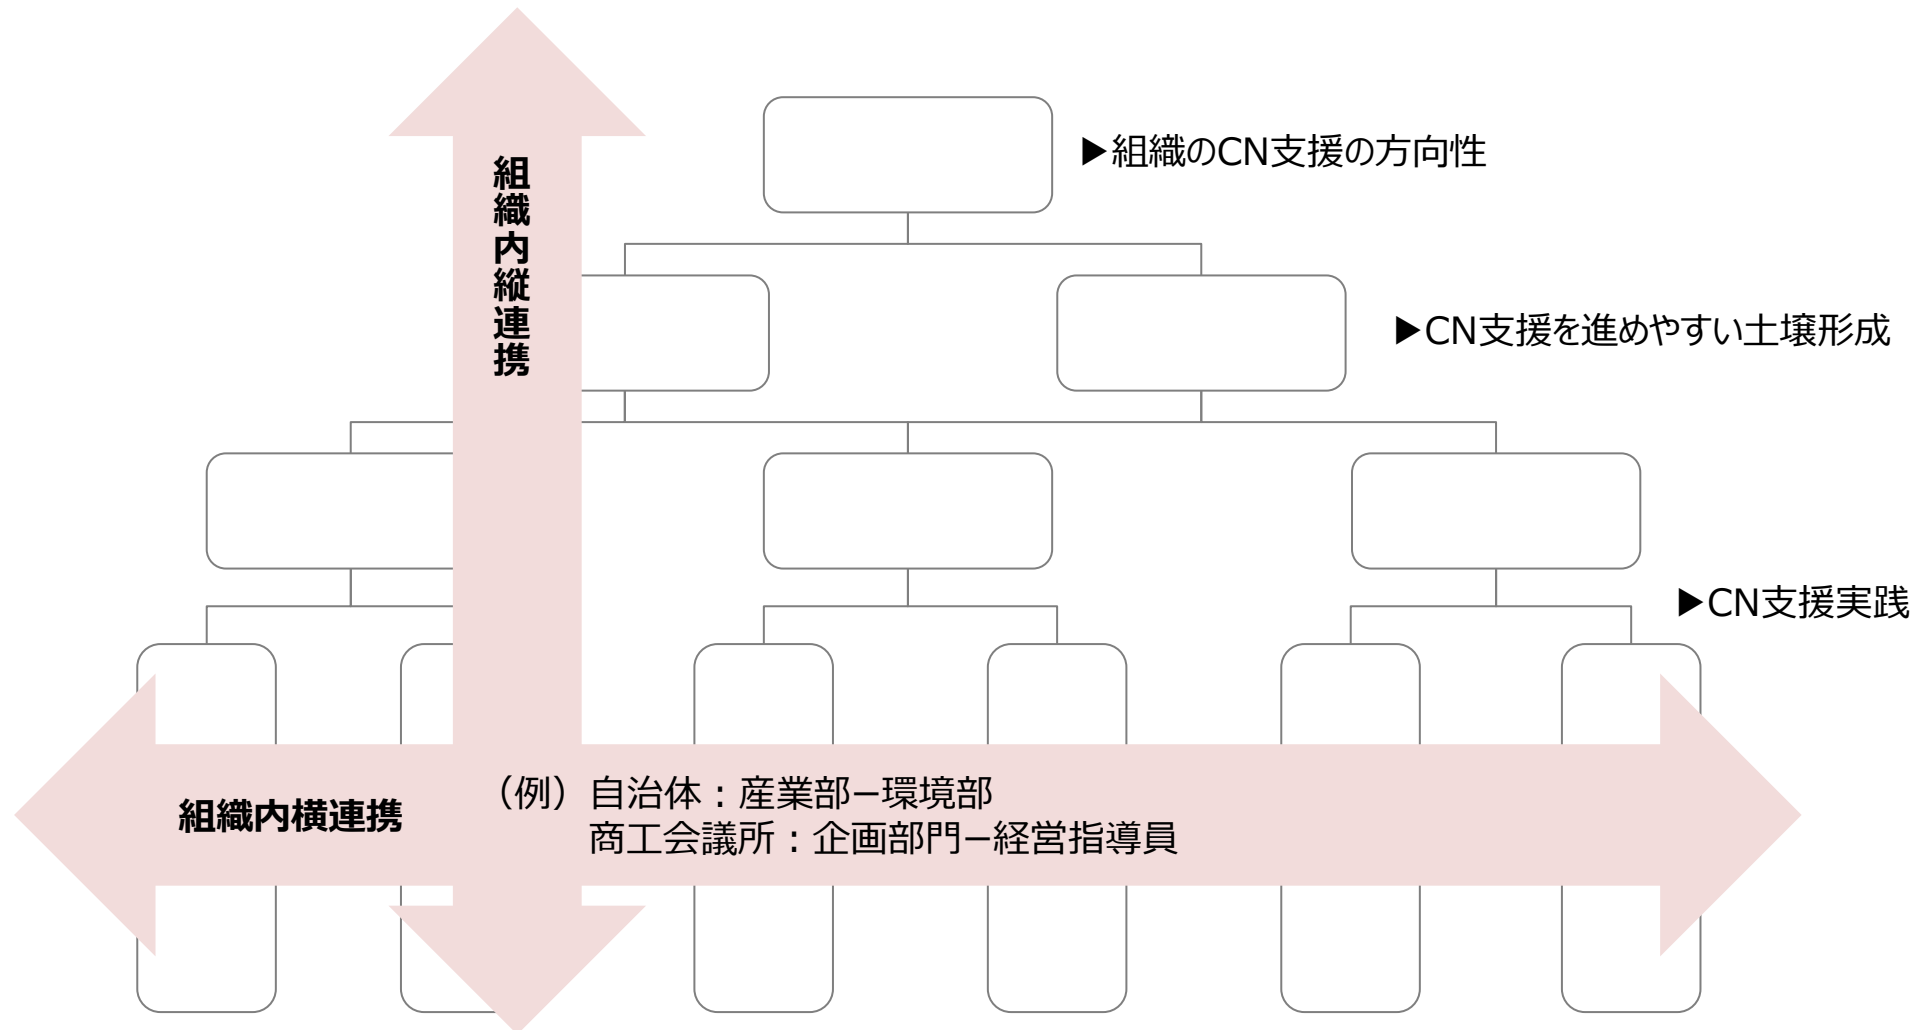 組織内縦連携
▶組織のCN支援の方向性
▶CN支援を進めやすい土壌形成
▶CN支援実践
組織内横連携
（例）自治体：産業部−環境部
商工会議所：企画部門−経営指導員